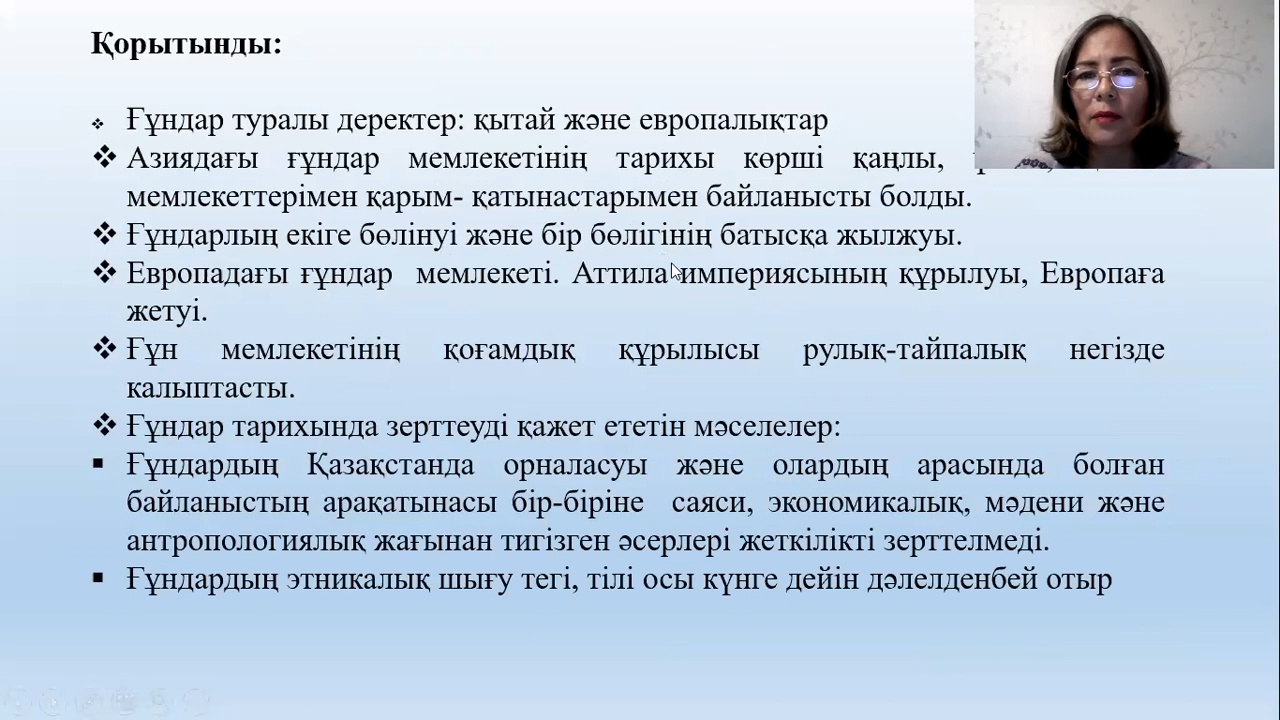 Қорытынды:
Ғұндар туралы деректер: қытай және европалықтар
Азиядағы ғұндар мемлекетінің тарихы көрші қаңлы,
мемлекеттерімен қарым- қатынастарымен байланысты болды.
Ғұндарлың екіге бөлінуі және бір бөлігінің батысқа жылжуы.
Европадағы ғұндар мемлекеті. Аттила империясының құрылуы, Европаға
жетуі.
Ғұн мемлекетінің қоғамдық құрылысы рулық-тайпалық негізде
калыптасты.
Ғұндар тарихында зерттеуді қажет ететін мәселелер:
Ғұндардың Қазақстанда орналасуы және олардың арасында болған
байланыстың арақатынасы бір-біріне саяси, экономикалық, мәдени және
антропологиялық жағынан тигізген әсерлері жеткілікті зерттелмеді.
Ғұндардың этникалық шығу тегі, тілі осы күнге дейін дәлелденбей отыр